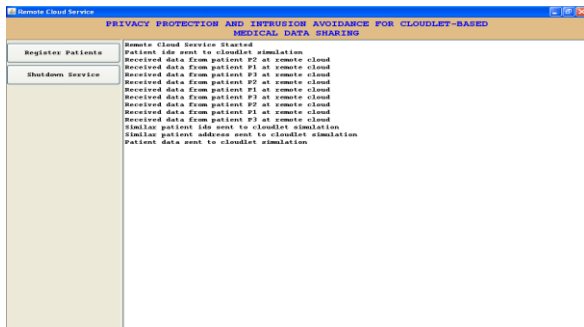 Remote Cloud Service
PRIVACY PROTECTION AND INTRUSION AVOIDANCE FOR CLOUDLET-BASED
MEDICAL DATA SHARING
Register Patients
Shutdown Service
Remote Cloud Service Started
Patient ids sent to cloudlet simulation
Received data from patient P2 at remote cloud
Received data from patient P1 at remote cloud
Received data from patient P3 at remote cloud
Received data from patient P2 at remote cloud
Received data from patient P1 at remote cloud
Received data from patient P3 at remote cloud
Received data from patient P2 at remote cloud
Received data from patient P1 at remote cloud
Received data from patient P3 at remote cloud
Similar patient ids sent to cloudlet simulation
Similar patient address sent to cloudlet simulation
Patient data sent to cloudlet simulation